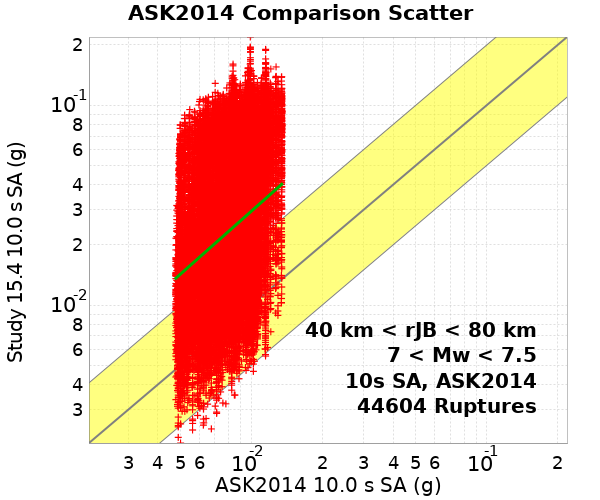 ASK2014 Comparison Scatter
Study 15.4 10.0 s SA (g)
2
10-1
8
6
4
3
2
10-2
8
6
4
3
40 km < rJB < 80 km
7 < Mw < 7.5
10s SA, ASK2014
44604 Ruptures
3 4 5 6 10-2 2 3 4 5 6 10-1 2
ASK2014 10.0 s SA (g)